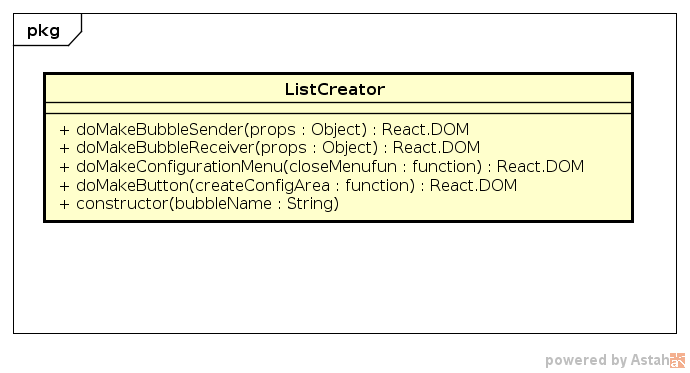 pkg
ListCreator
+ doMakeBubbleSender(props : Object) : React.DOM
+ doMakeBubbleReceiver(props : Object) : React.DOM
+ doMakeConfigurationMenu(closeMenufun : function) : React.DOM
+ doMakeButton(createConfigArea : function) : React.DOM
+ constructor(bubbleName : String)
powered by Astah